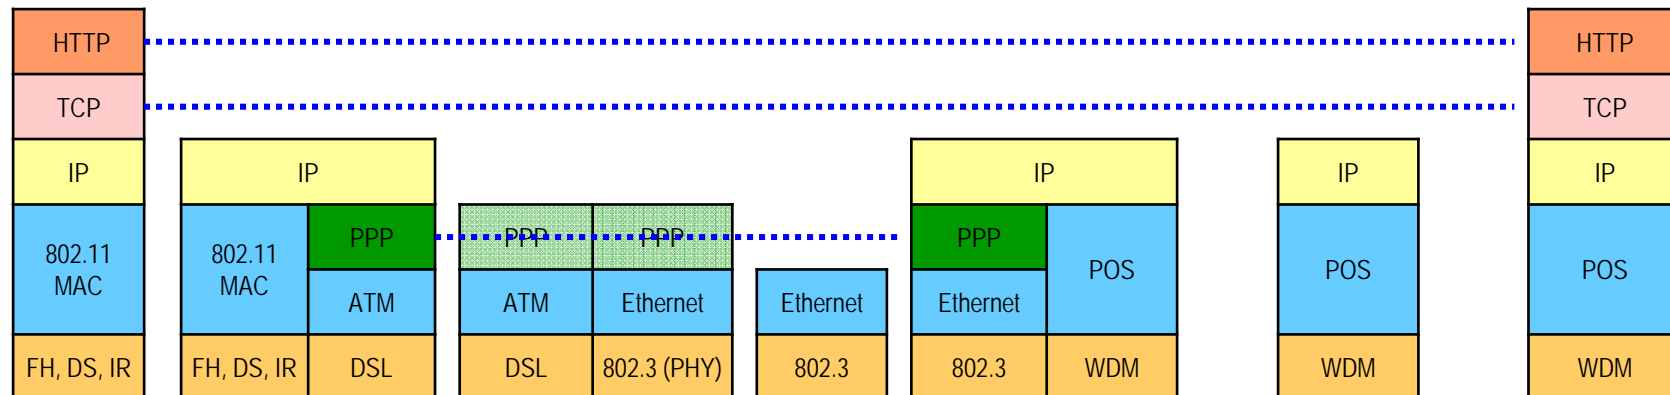 HTTP HTTP
TCP TCP
IP IP IP IP IP
PPP PPP PPP PPP
802.11 MAC 802.11 MAC POS POS POS
ATM ATM Ethernet Ethernet Ethernet
FH, DS, IR FH, DS, IR DSL DSL 802.3 (PHY) 802.3 802.3 WDM WDM WDM